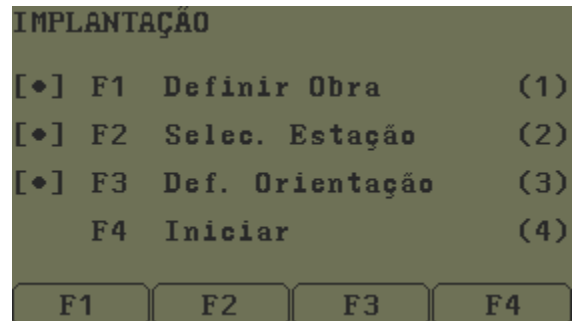 IMPLANTAÇÃO
[•] F1 Definir Obra (1)
[•] F2 Selec. Estação (2)
[•] F3 Def. Orientação (3)
F4 Iniciar (4)
F1 F2 F3 F4